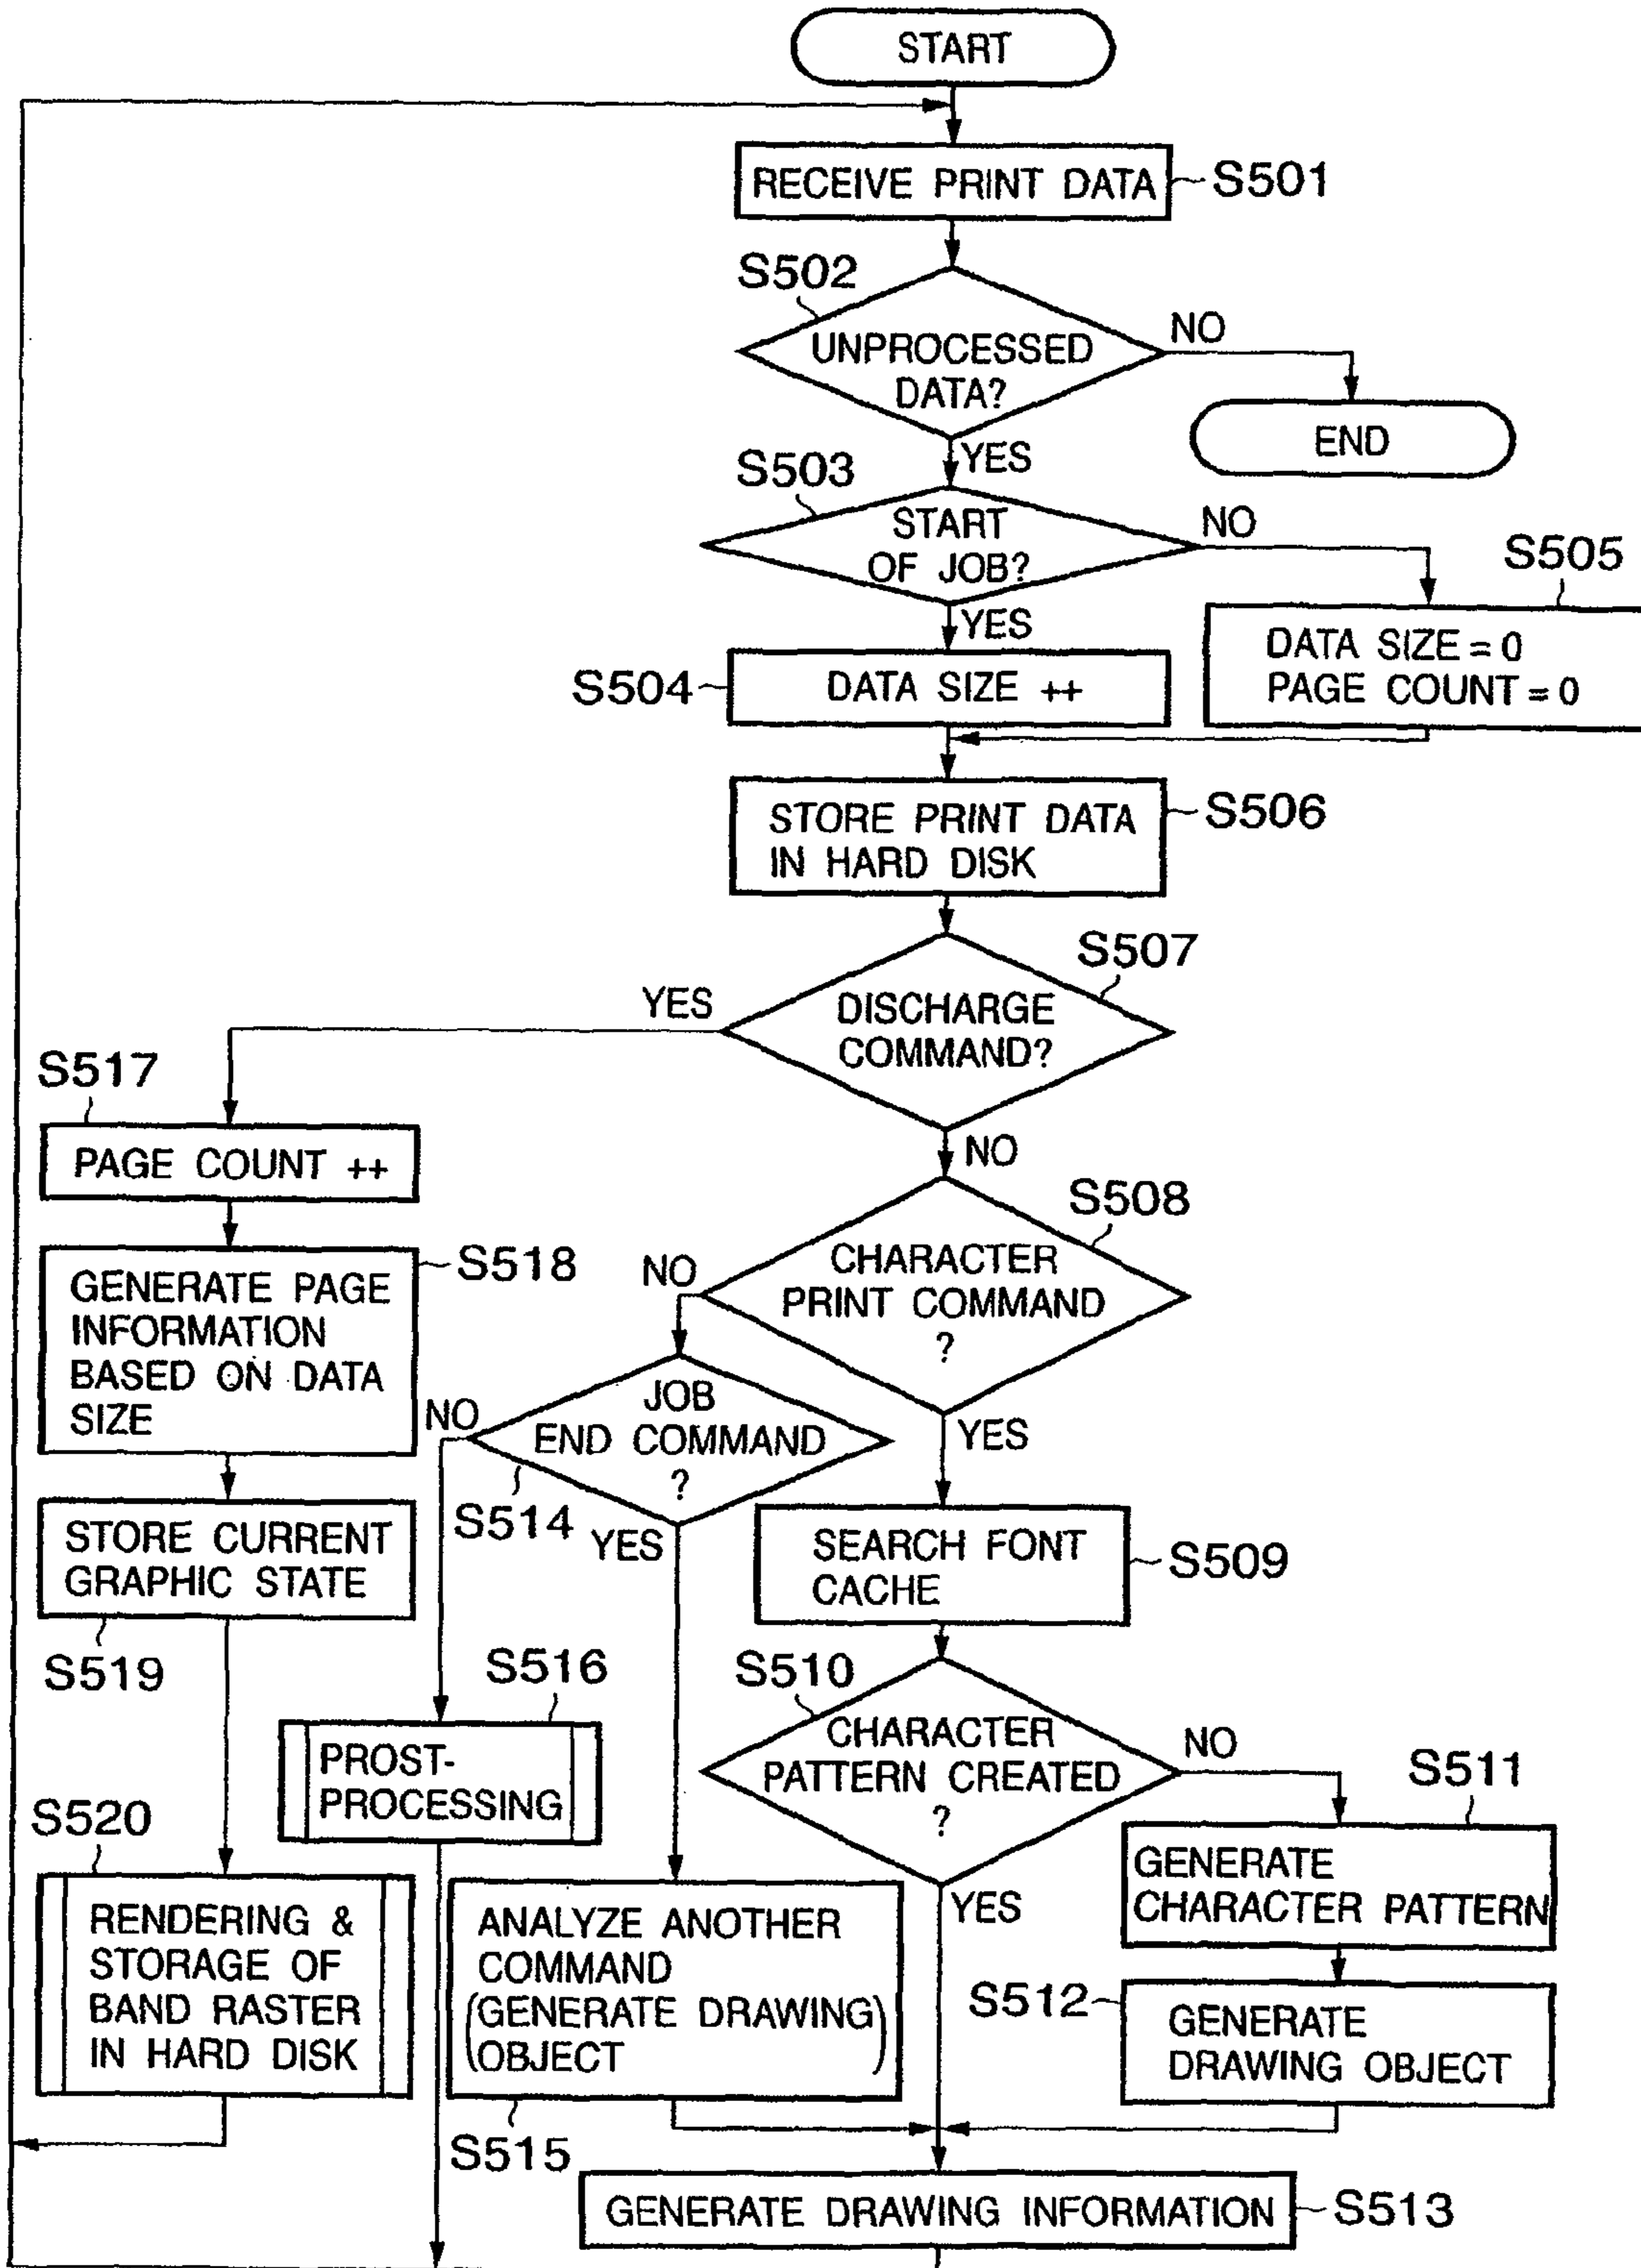 START
RECEIVE PRINT DATA
S501
S502
UNPROCESSED
DATA?
NO
END
YES
S503
START
OF JOB?
NO
S505
YES
DATA SIZE = 0
PAGE COUNT = 0
S504
DATA SIZE ++
STORE PRINT DATA
IN HARD DISK
S506
S507
DISCHARGE
COMMAND?
YES
NO
S517
PAGE COUNT ++
S508
CHARACTER
PRINT COMMAND
?
NO
YES
S518
GENERATE PAGE
INFORMATION
BASED ON DATA
SIZE
JOB
END COMMAND
?
NO
S514
YES
STORE CURRENT
GRAPHIC STATE
S519
SEARCH FONT
CACHE
S509
S516
PROST-
PROCESSING
S510
CHARACTER
PATTERN CREATED
?
NO
YES
S511
GENERATE
CHARACTER PATTERN
S520
RENDERING &
STORAGE OF
BAND RASTER
IN HARD DISK
ANALYZE ANOTHER
COMMAND
(GENERATE DRAWING
OBJECT)
S515
S512
GENERATE
DRAWING OBJECT
GENERATE DRAWING INFORMATION
S513